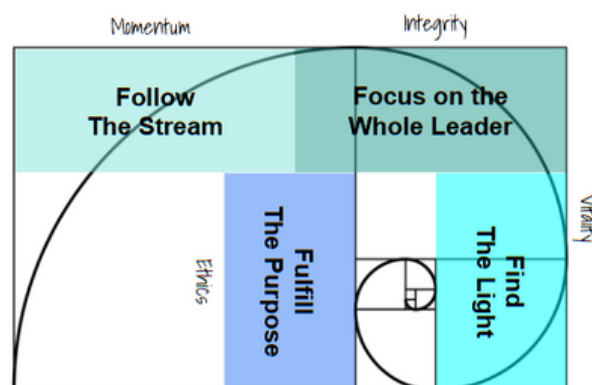 Momentum
Integrity
Follow
The Stream
Focus on the
Whole Leader
Vitality
Ethics
Fulfill
The Purpose
Find
The Light